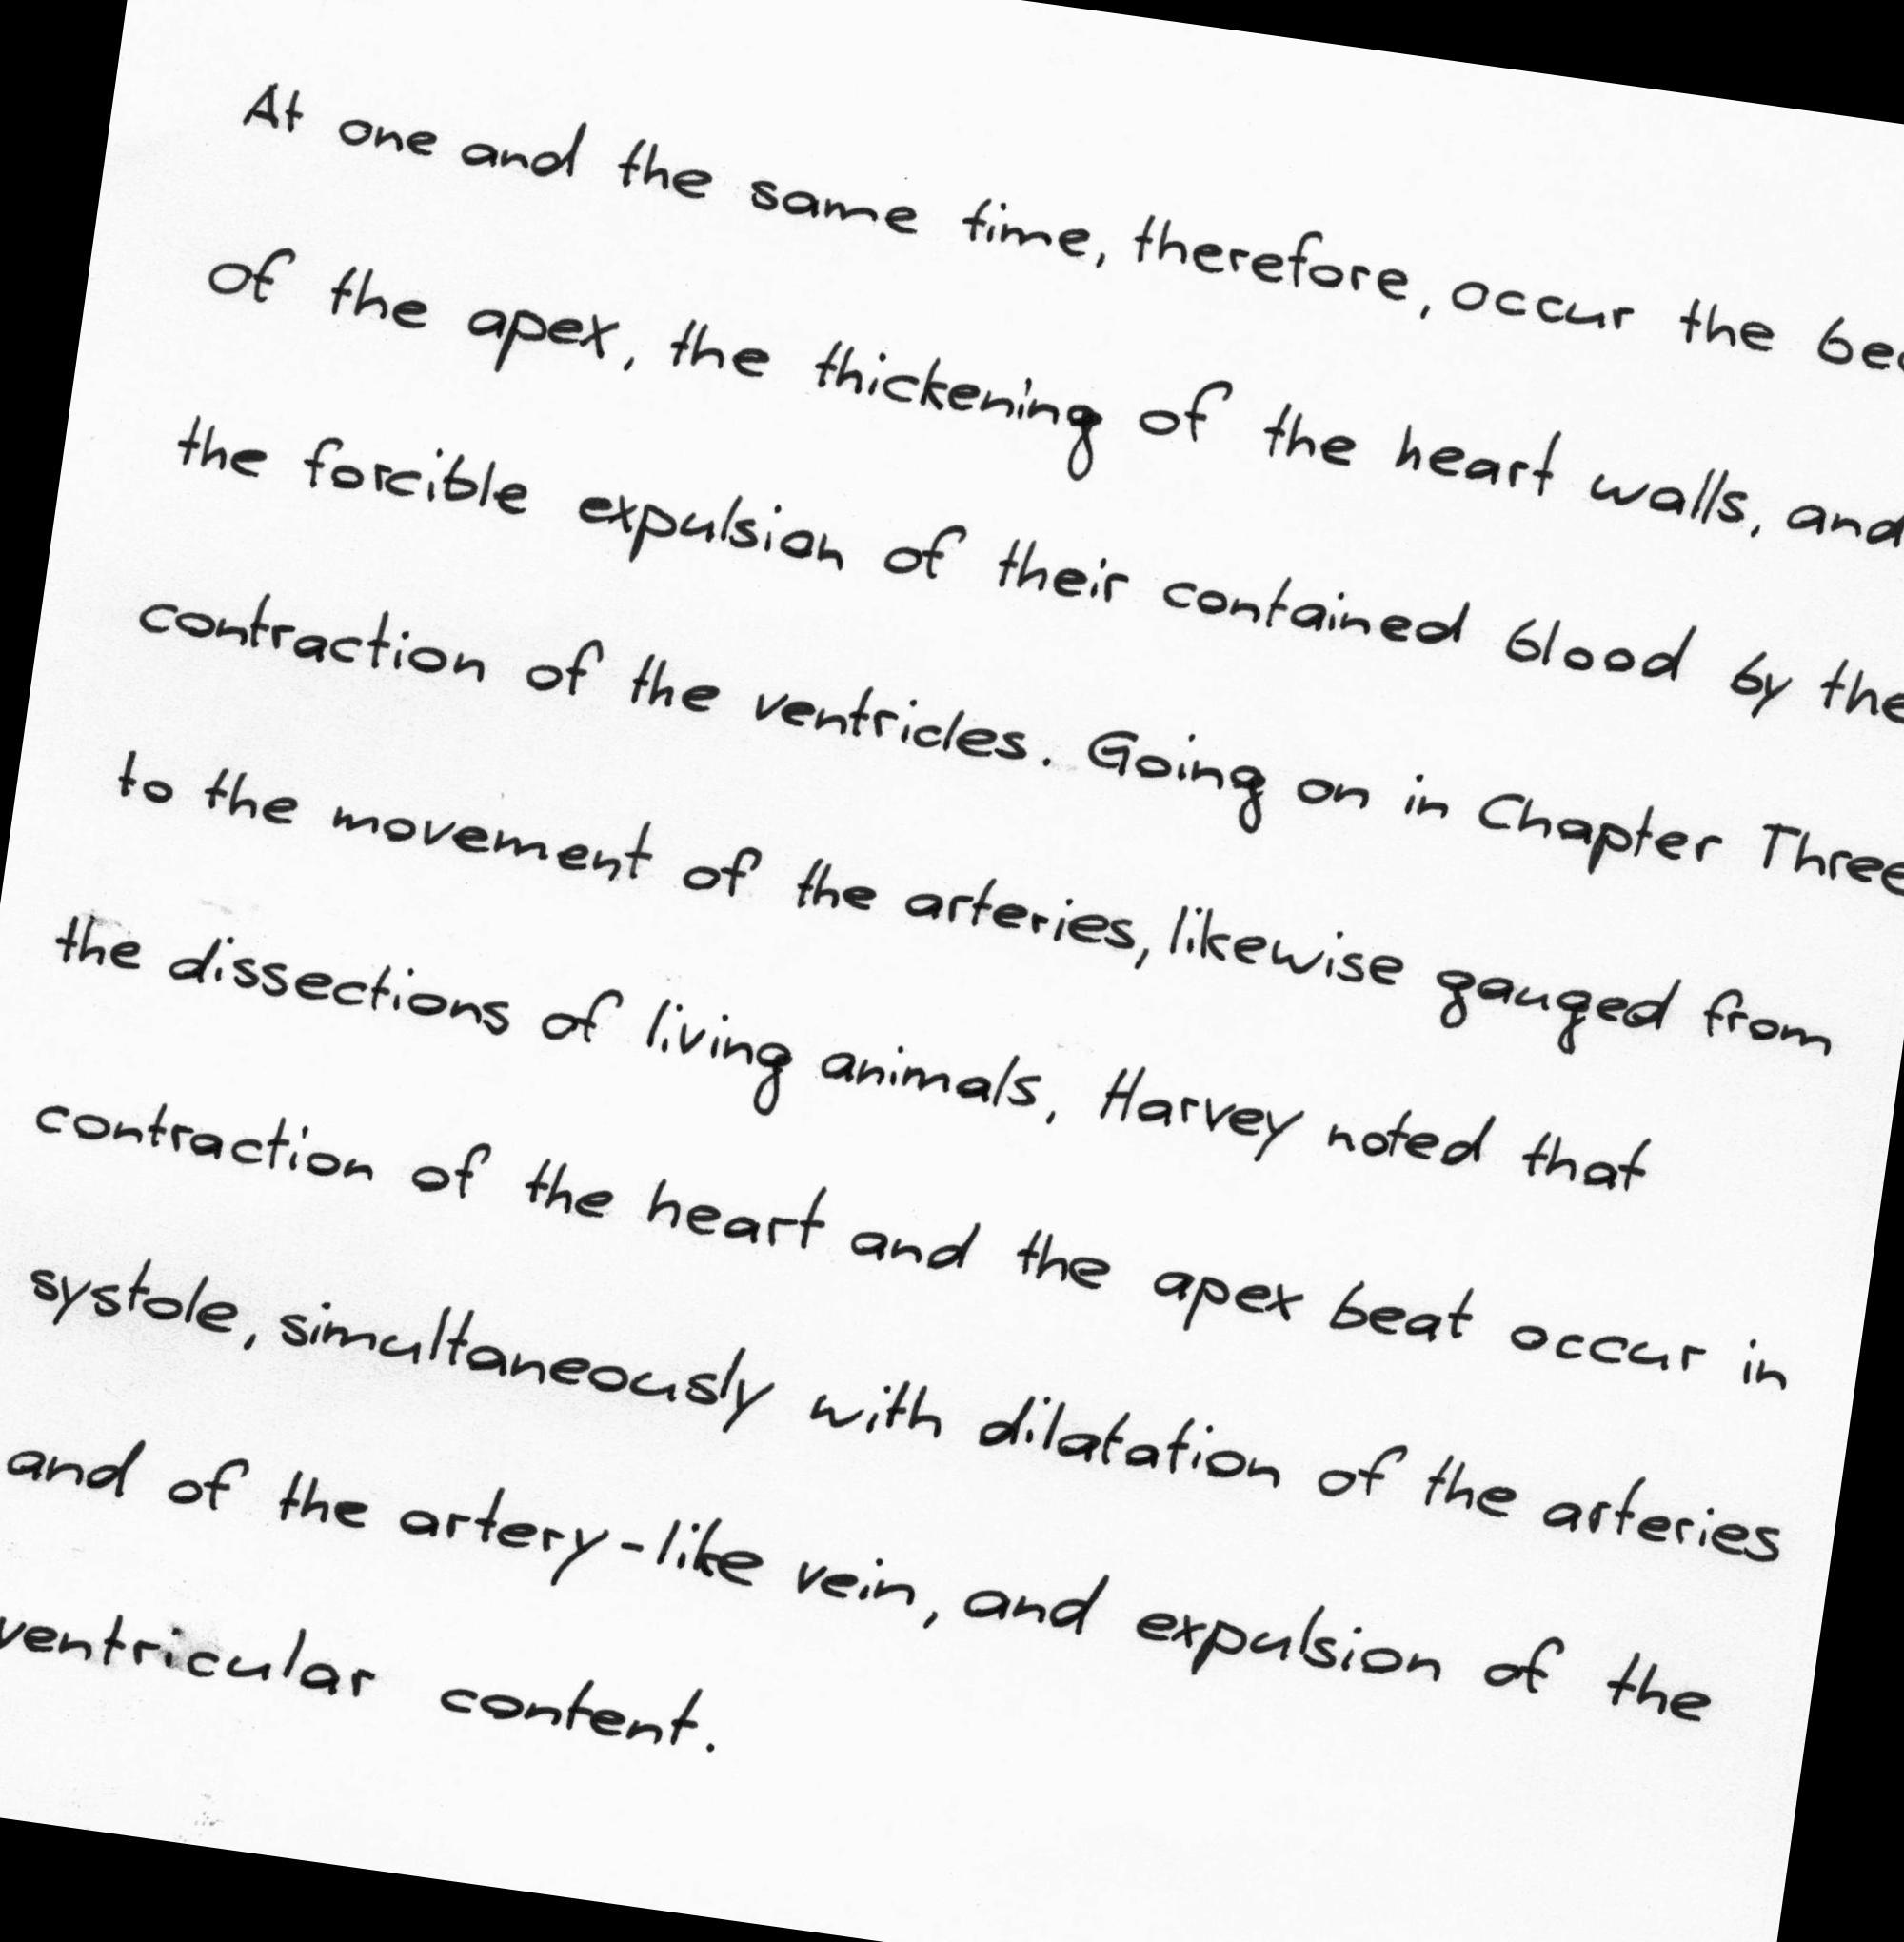 At one and the same time, therefore, occur the
of the apex, the thickening of the heart walls, and
the forcible expulsion of their contained blood by the
contraction of the ventricles. Going on in Chapter Three
to the movement of the arteries, likewise gauged from
the dissections of living animals, Harvey noted that
contraction of the heart and the apex beat occur in
systole, simultaneously with dilatation of the arteries
and of the artery-like vein, and expulsion of the
ventricular content.